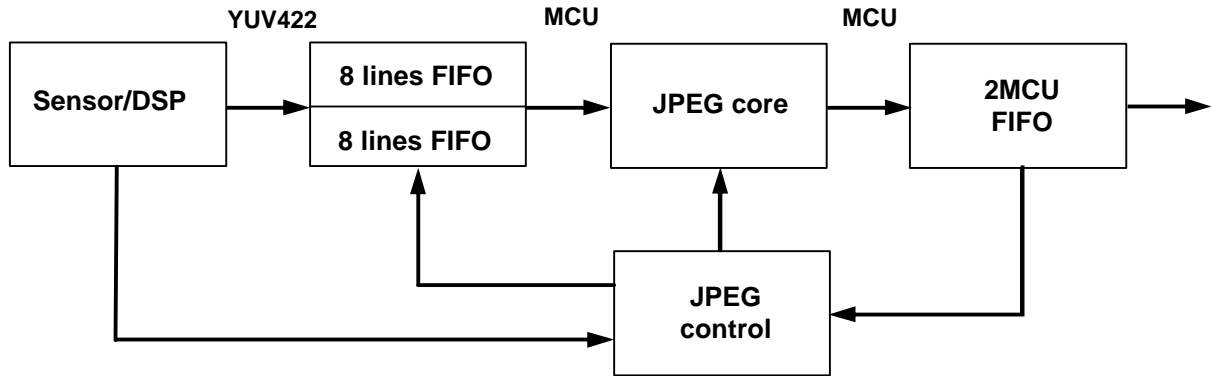 YUV422
MCU
MCU
Sensor/DSP
8 lines FIFO
8 lines FIFO
JPEG core
2MCU
FIFO
JPEG
control